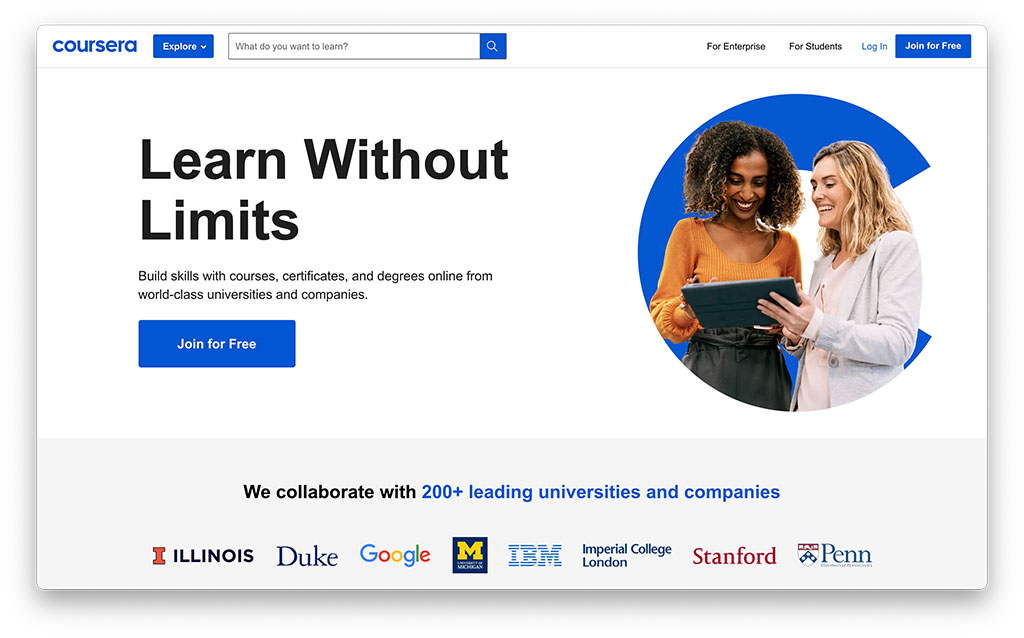 coursera
Explore
What do you want to learn?
For Enterprise
For Students
Log In
Join for Free
Learn Without
Limits
Build skills with courses, certificates, and degrees online from
world-class universities and companies.
Join for Free
We collaborate with 200+ leading universities and companies
I ILLINOIS
Duke
Google
M
UNIVERSITY OF
MICHIGAN
IBM
Imperial College
London
Stanford
Penn
UNIVERSITY OF PENNSYLVANIA